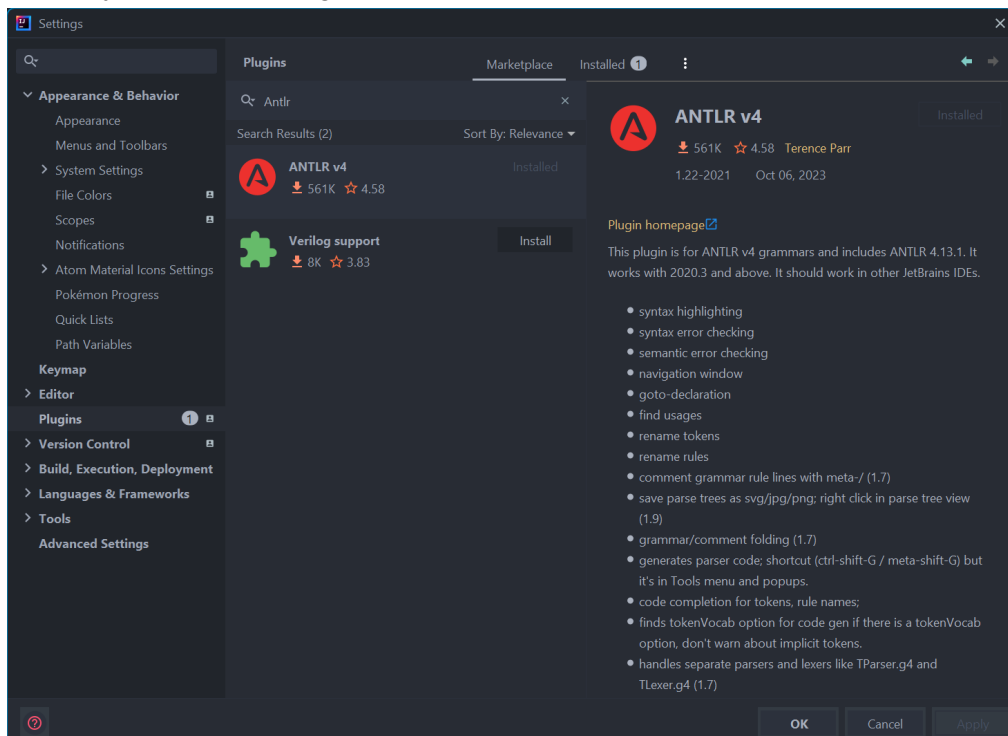 Settings
Appearance & Behavior
Appearance
Menus and Toolbars
System Settings
File Colors
Scopes
Notifications
Atom Material Icons Settings
Pokémon Progress
Quick Lists
Path Variables
Keymap
Editor
Plugins 1
Version Control
Build, Execution, Deployment
Languages & Frameworks
Tools
Advanced Settings
Plugins Marketplace Installed 1
Antlr
Search Results (2) Sort By: Relevance
ANTLR v4 Installed
561K 4.58
Verilog support Install
8K 3.83
ANTLR v4 Installed
561K 4.58 Terence Parr
1.22-2021 Oct 06, 2023
Plugin homepage
This plugin is for ANTLR v4 grammars and includes ANTLR 4.13.1. It
works with 2020.3 and above. It should work in other JetBrains IDEs.
syntax highlighting
syntax error checking
semantic error checking
navigation window
goto-declaration
find usages
rename tokens
rename rules
comment grammar rule lines with meta-/ (1.7)
save parse trees as svg/jpg/png; right click in parse tree view
(1.9)
grammar/comment folding (1.7)
generates parser code; shortcut (ctrl-shift-G / meta-shift-G) but
it's in Tools menu and popups.
code completion for tokens, rule names;
finds tokenVocab option for code gen if there is a tokenVocab
option, don't warn about implicit tokens.
handles separate parsers and lexers like TParser.g4 and
TLexer.g4 (1.7)
OK Cancel Apply